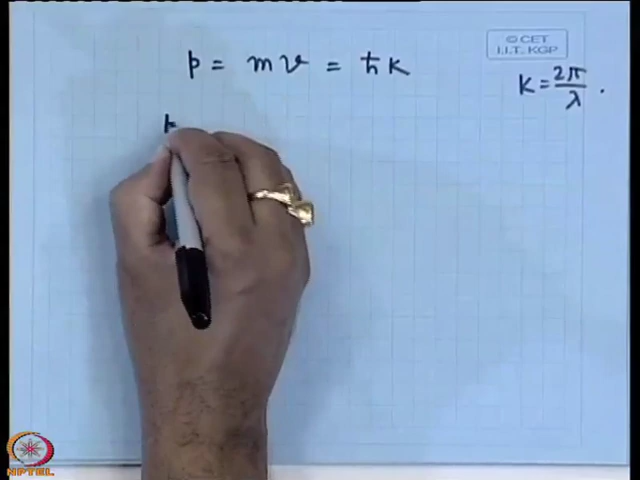 © CET
I.I.T. KGP
p = mv = ħk
k = 2π/λ .
NPTEL